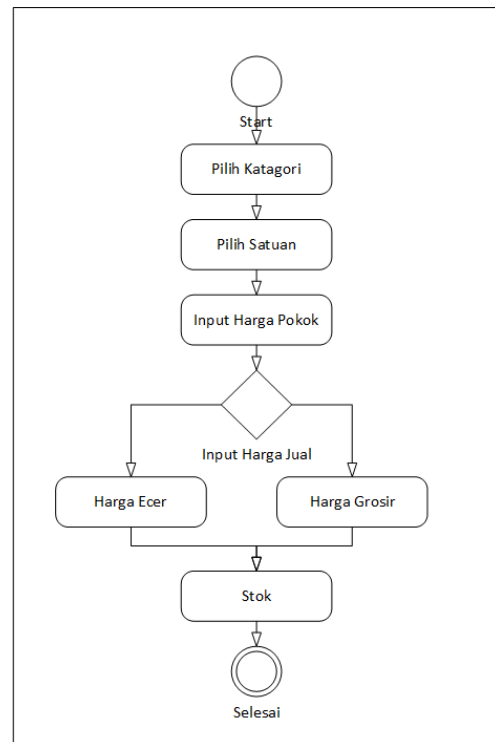 Start
Pilih Katagori
Pilih Satuan
Input Harga Pokok
Input Harga Jual
Harga Ecer
Harga Grosir
Stok
Selesai